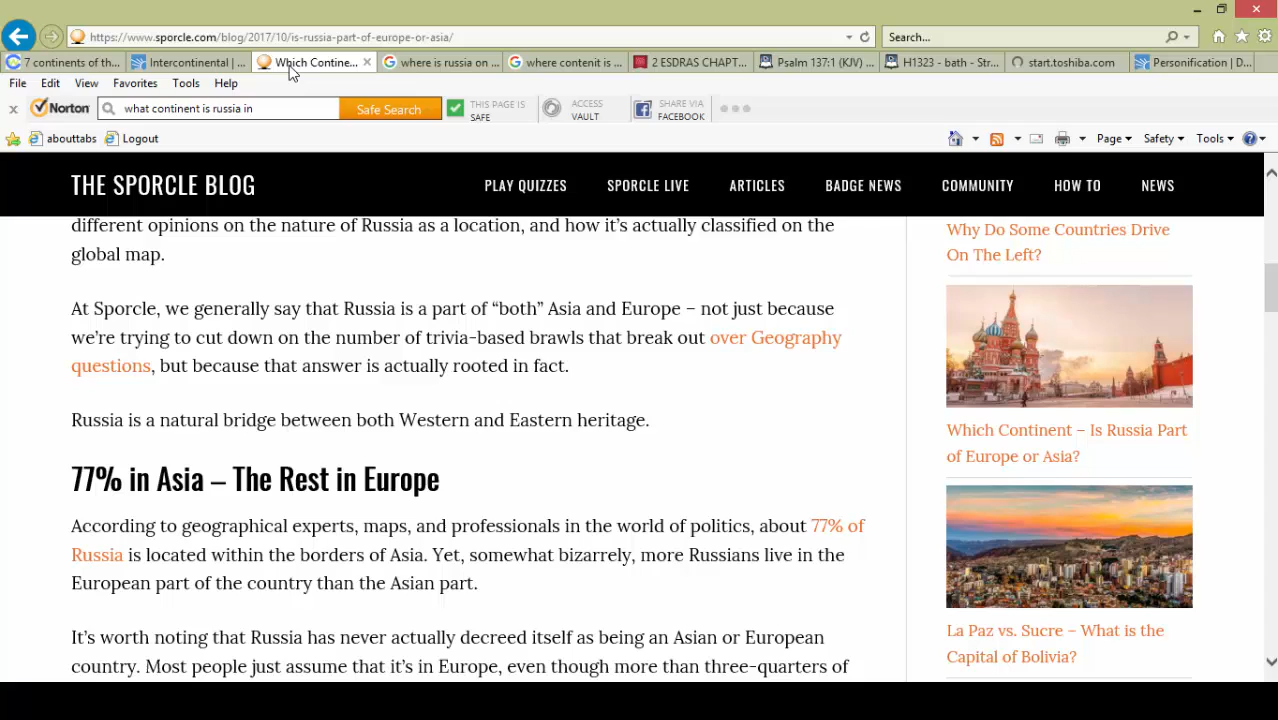 https://www.sporcle.com/blog/2017/10/is-russia-part-of-europe-or-asia/
Search...
7 continents of th...
Intercontinental | ...
Which Contine...
where is russia on ...
where contenit is ...
2 ESDRAS CHAPT...
Psalm 137:1 (KJV) ...
H1323 - bath - Str...
start.toshiba.com
Personification | D...
File Edit View Favorites Tools Help
x Norton what continent is russia in Safe Search THIS PAGE IS SAFE ACCESS VAULT SHARE VIA FACEBOOK
abouttabs Logout Page Safety Tools
THE SPORCLE BLOG PLAY QUIZZES SPORCLE LIVE ARTICLES BADGE NEWS COMMUNITY HOW TO NEWS
different opinions on the nature of Russia as a location, and how it's actually classified on the
global map.
At Sporcle, we generally say that Russia is a part of “both” Asia and Europe – not just because
we're trying to cut down on the number of trivia-based brawls that break out over Geography
questions, but because that answer is actually rooted in fact.
Russia is a natural bridge between both Western and Eastern heritage.
77% in Asia – The Rest in Europe
According to geographical experts, maps, and professionals in the world of politics, about 77% of
Russia is located within the borders of Asia. Yet, somewhat bizarrely, more Russians live in the
European part of the country than the Asian part.
It's worth noting that Russia has never actually decreed itself as being an Asian or European
country. Most people just assume that it's in Europe, even though more than three-quarters of
Why Do Some Countries Drive
On The Left?
Which Continent – Is Russia Part
of Europe or Asia?
La Paz vs. Sucre – What is the
Capital of Bolivia?